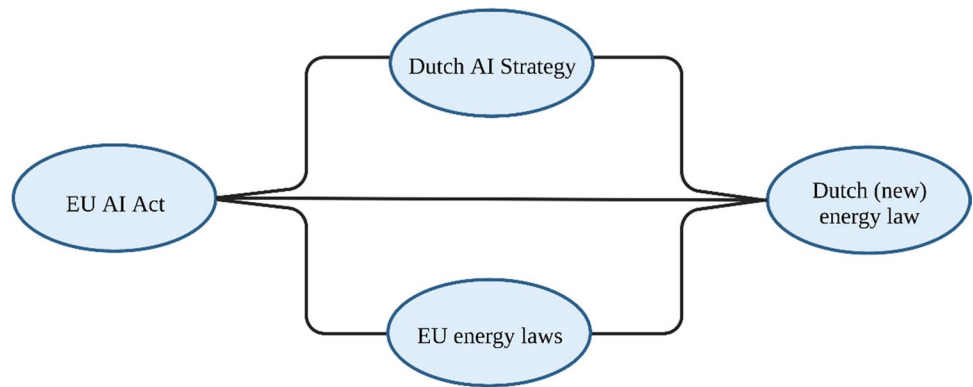 Dutch AI Strategy
EU AI Act
Dutch (new)
energy law
EU energy laws